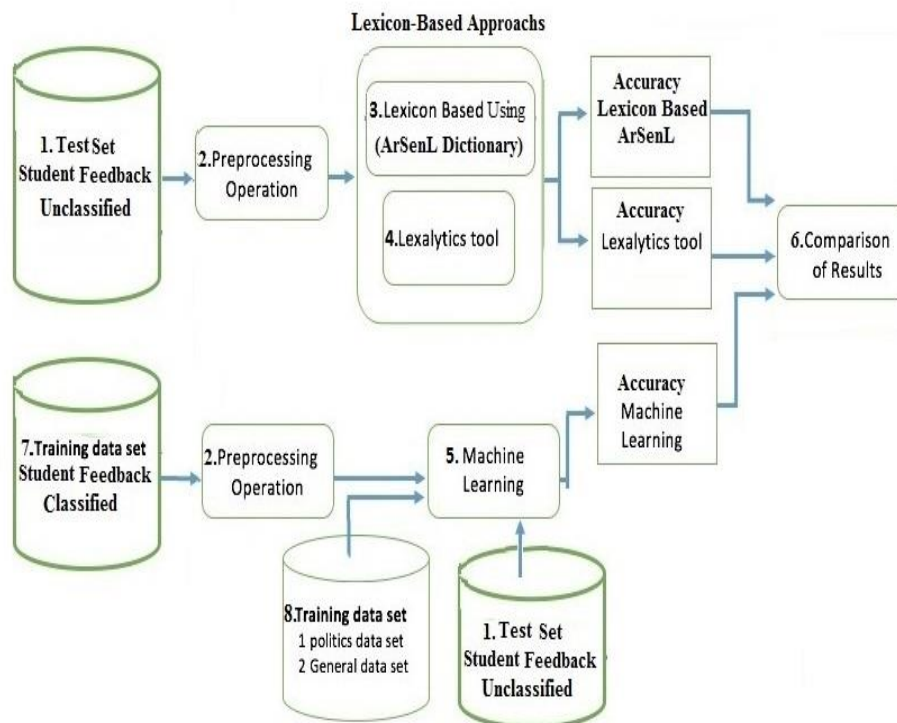 Lexicon-Based Approachs
1. Test Set
Student Feedback
Unclassified
2.Preprocessing
Operation
3.Lexicon Based Using
(ArSenL Dictionary)
4.Lexalytics tool
Accuracy
Lexicon Based
ArSenL
Accuracy
Lexalytics tool
6.Comparison
of Results
7.Training data set
Student Feedback
Classified
2.Preprocessing
Operation
5. Machine
Learning
Accuracy
Machine
Learning
8.Training data set
1 politics data set
2 General data set
1. Test Set
Student Feedback
Unclassified